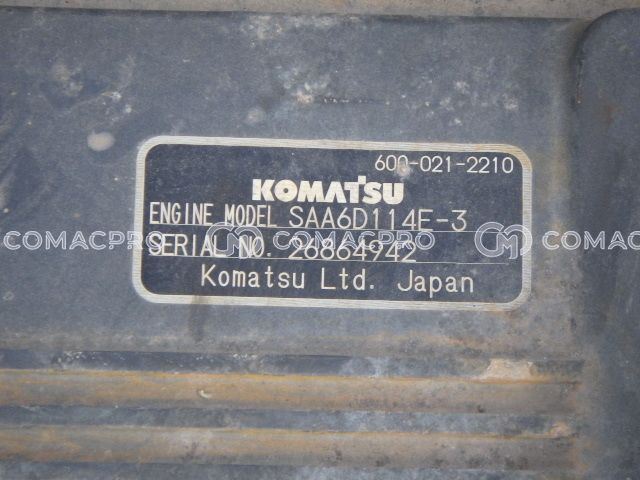 600-021-2210
KOMATSU
ENGINE MODEL SAA6D114E-3
COMACPRO COMACPRO COMACPRO
SERIAL NO. 26864942
Komatsu Ltd. Japan